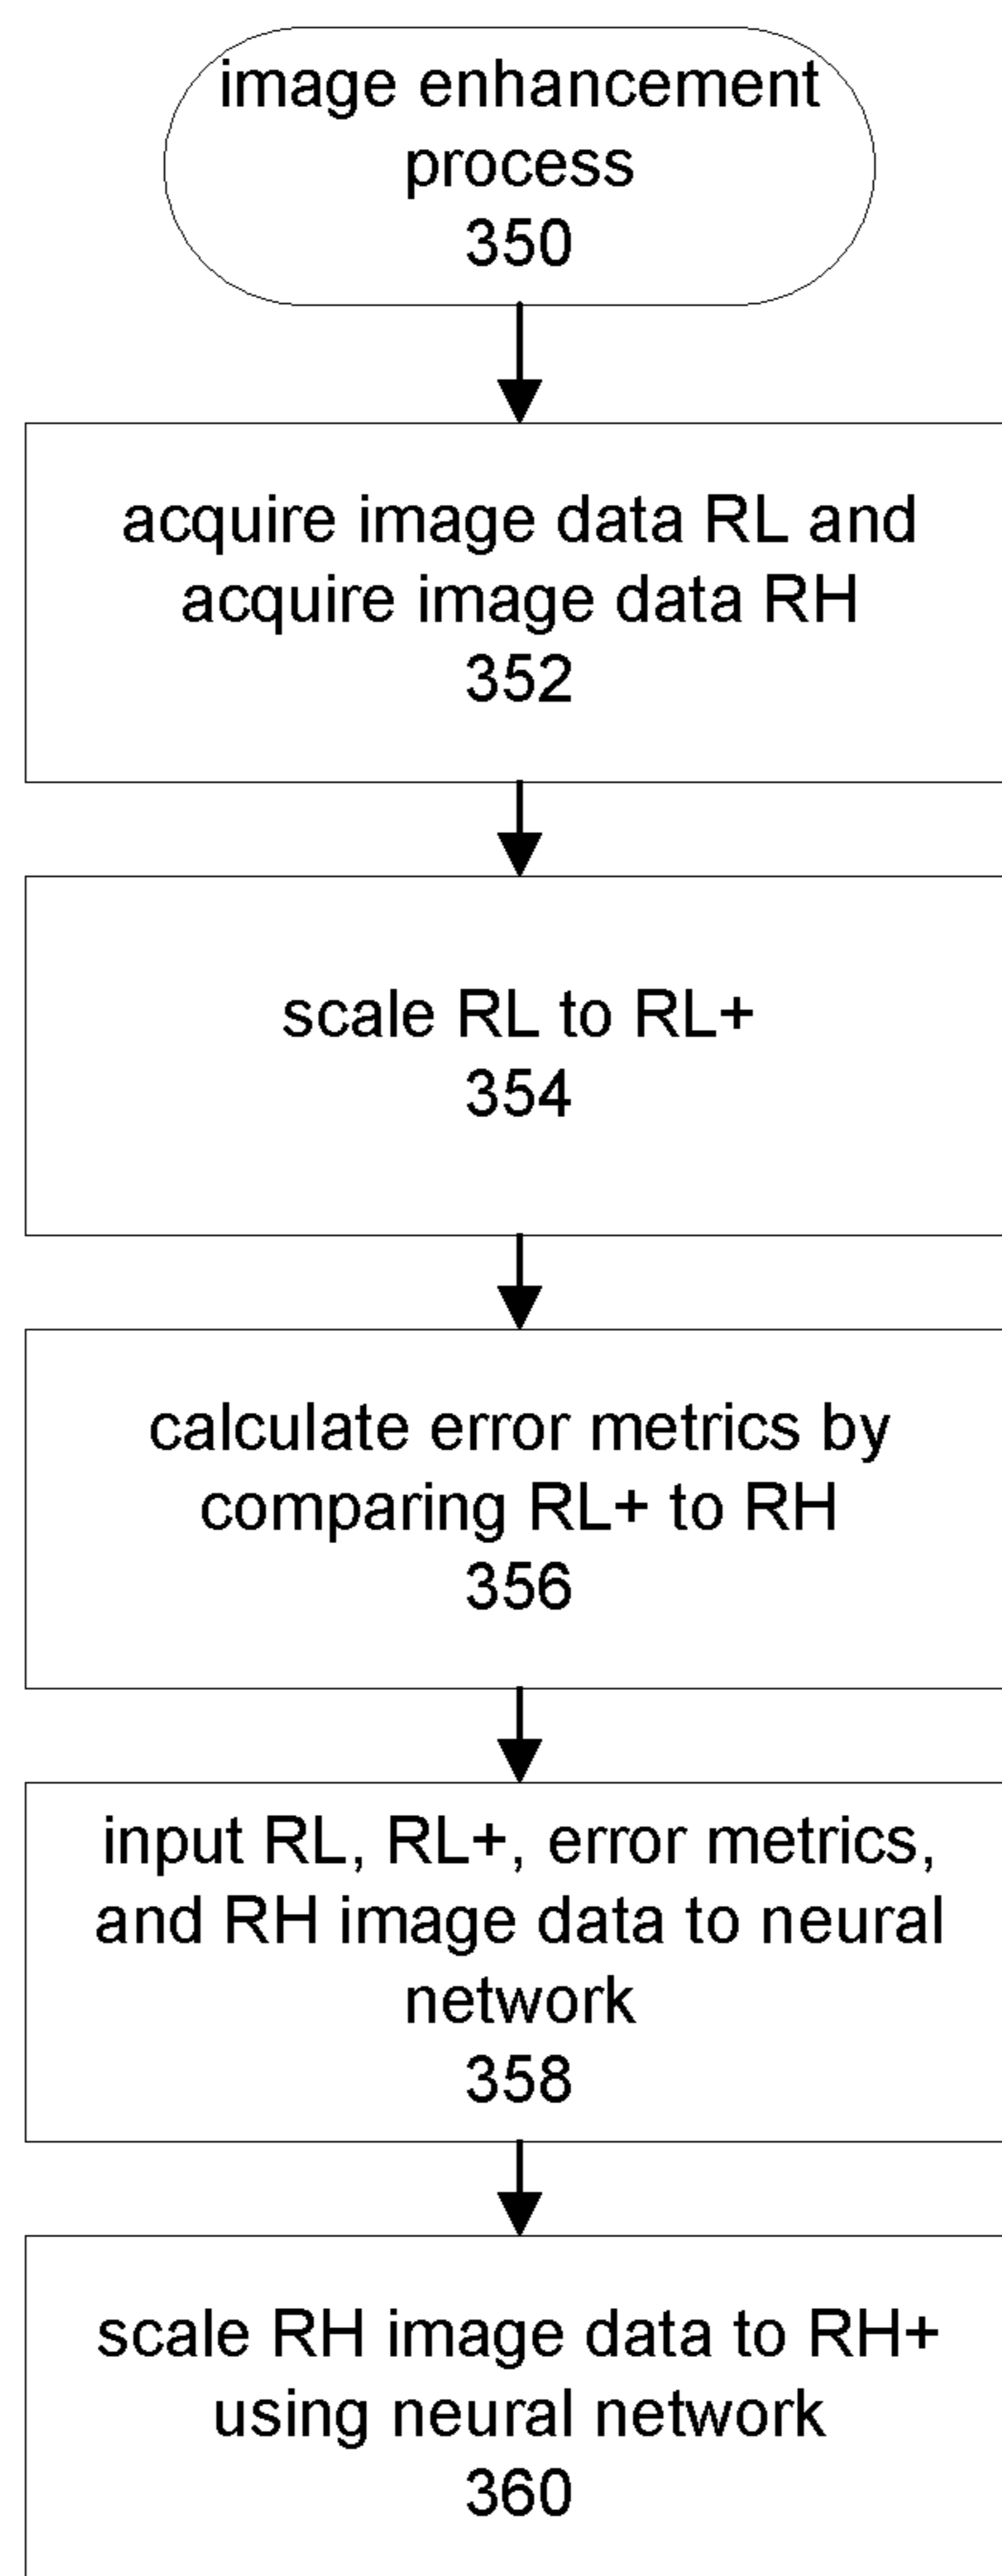 image enhancement
process
350
acquire image data RL and
acquire image data RH
352
scale RL to RL+
354
calculate error metrics by
comparing RL+ to RH
356
input RL, RL+, error metrics,
and RH image data to neural
network
358
scale RH image data to RH+
using neural network
360